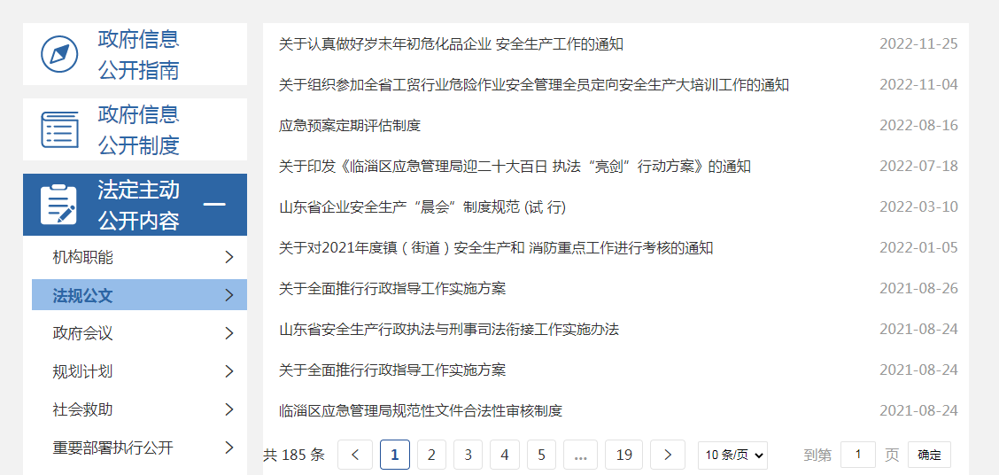 政府信息
公开指南
政府信息
公开制度
法定主动
公开内容
机构职能
法规公文
政府会议
规划计划
社会救助
重要部署执行公开
关于认真做好岁末年初危化品企业 安全生产工作的通知 2022-11-25
关于组织参加全省工贸行业危险作业安全管理全员定向安全生产大培训工作的通知 2022-11-04
应急预案定期评估制度 2022-08-16
关于印发《临淄区应急管理局迎二十大百日 执法“亮剑”行动方案》的通知 2022-07-18
山东省企业安全生产“晨会”制度规范 (试 行) 2022-03-10
关于对2021年度镇（街道）安全生产和 消防重点工作进行考核的通知 2022-01-05
关于全面推行行政指导工作实施方案 2021-08-26
山东省安全生产行政执法与刑事司法衔接工作实施办法 2021-08-24
关于全面推行行政指导工作实施方案 2021-08-24
临淄区应急管理局规范性文件合法性审核制度 2021-08-24
共 185 条 < 1 2 3 4 5 ... 19 > 10 条/页 到第 1 页 确定